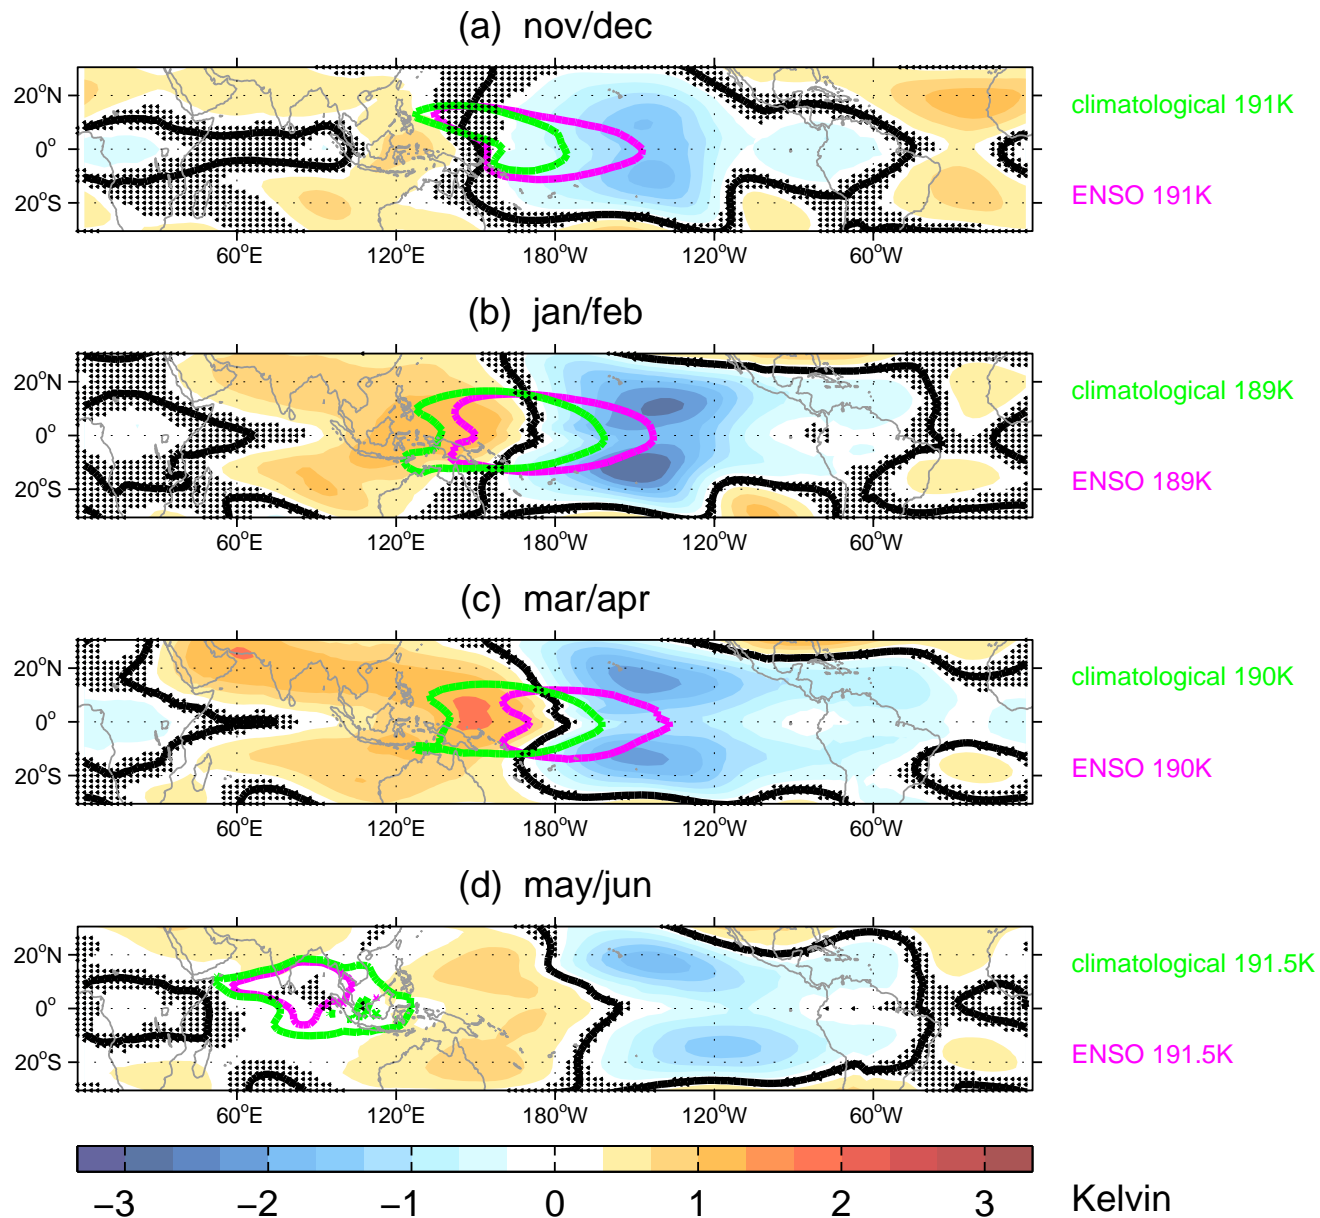 (a) nov/dec
20°N
0°
20°S
60°E 120°E 180°W 120°W 60°W
climatological 191K
ENSO 191K
(b) jan/feb
20°N
0°
20°S
60°E 120°E 180°W 120°W 60°W
climatological 189K
ENSO 189K
(c) mar/apr
20°N
0°
20°S
60°E 120°E 180°W 120°W 60°W
climatological 190K
ENSO 190K
(d) may/jun
20°N
0°
20°S
60°E 120°E 180°W 120°W 60°W
climatological 191.5K
ENSO 191.5K
−3 −2 −1 0 1 2 3 Kelvin